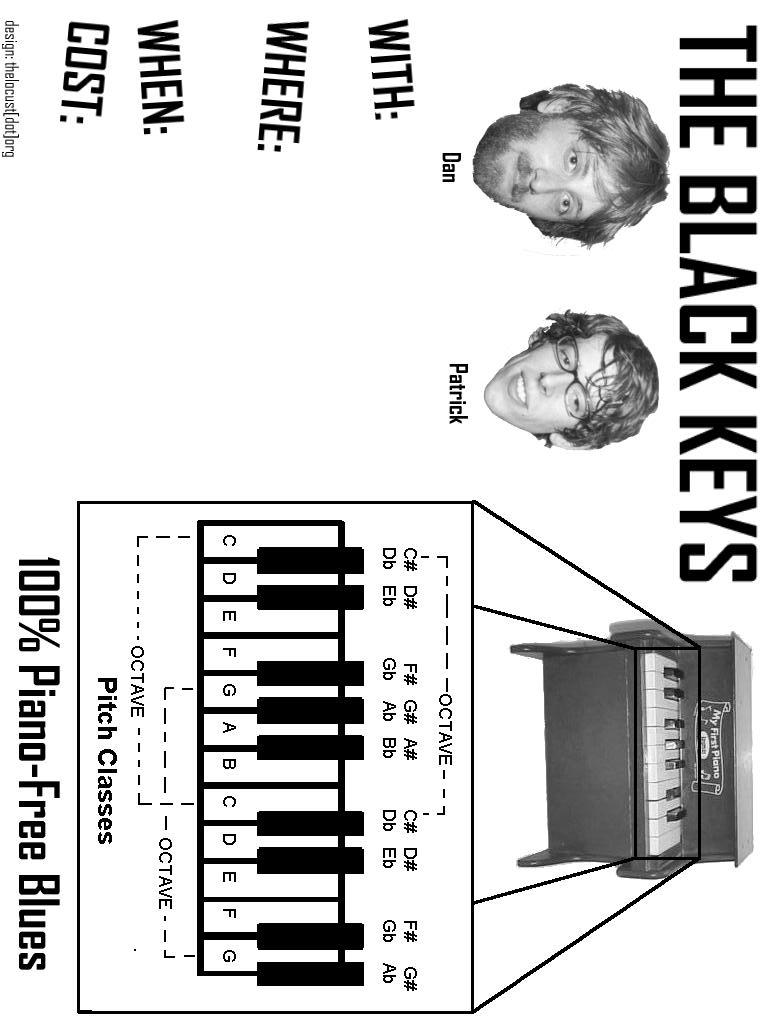 THE BLACK KEYS
Dan
Patrick
WITH:
WHERE:
WHEN:
COST:
design: thelocust[dot]org
My First Piano
OCTAVE
C# D# F# G# A# C# D# F# G#
Db Eb Gb Ab Bb Db Eb Gb Ab
C D E F G A B C D E F G
OCTAVE
OCTAVE
Pitch Classes
100% Piano-Free Blues